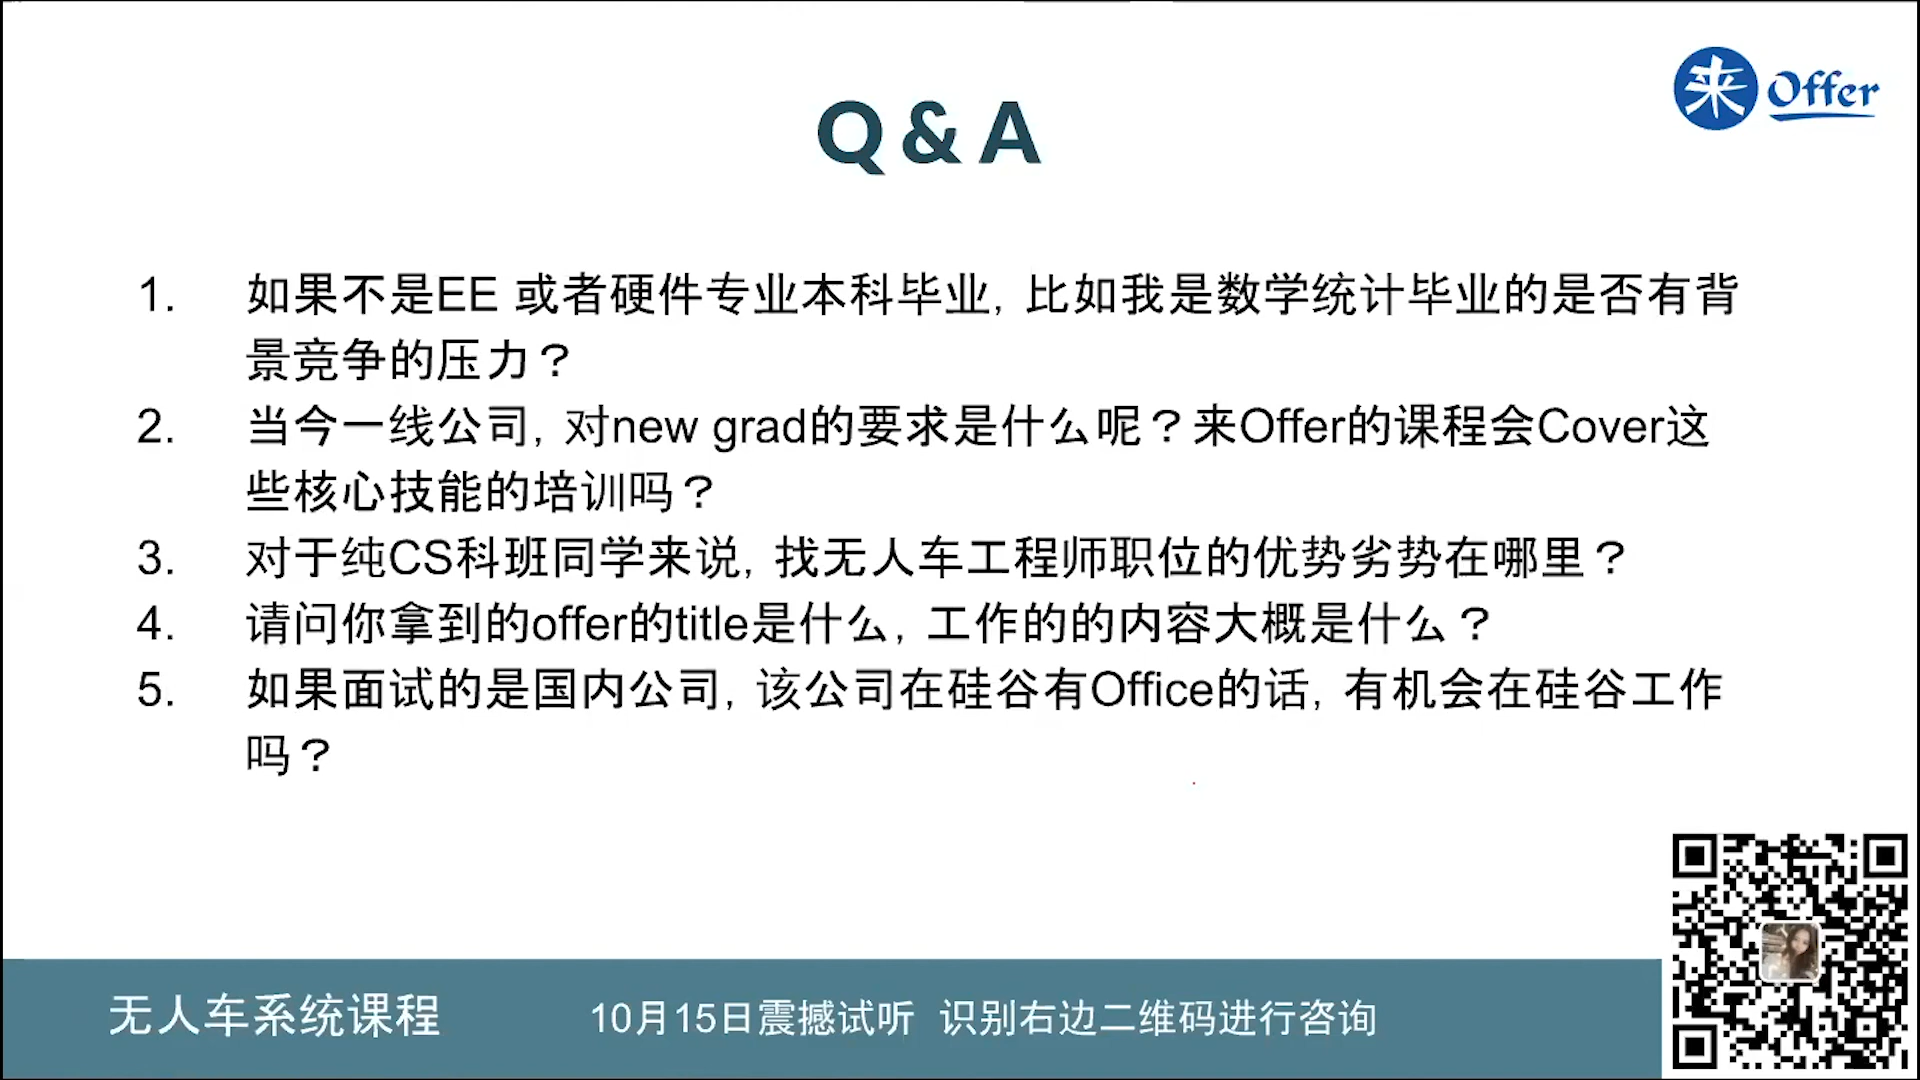 来Offer
Q & A
1. 如果不是EE 或者硬件专业本科毕业, 比如我是数学统计毕业的是否有背
景竞争的压力？
2. 当今一线公司, 对new grad的要求是什么呢？来Offer的课程会Cover这
些核心技能的培训吗？
3. 对于纯CS科班同学来说, 找无人车工程师职位的优势劣势在哪里？
4. 请问你拿到的offer的title是什么, 工作的的内容大概是什么？
5. 如果面试的是国内公司, 该公司在硅谷有Office的话, 有机会在硅谷工作
吗？
无人车系统课程
10月15日震撼试听 识别右边二维码进行咨询